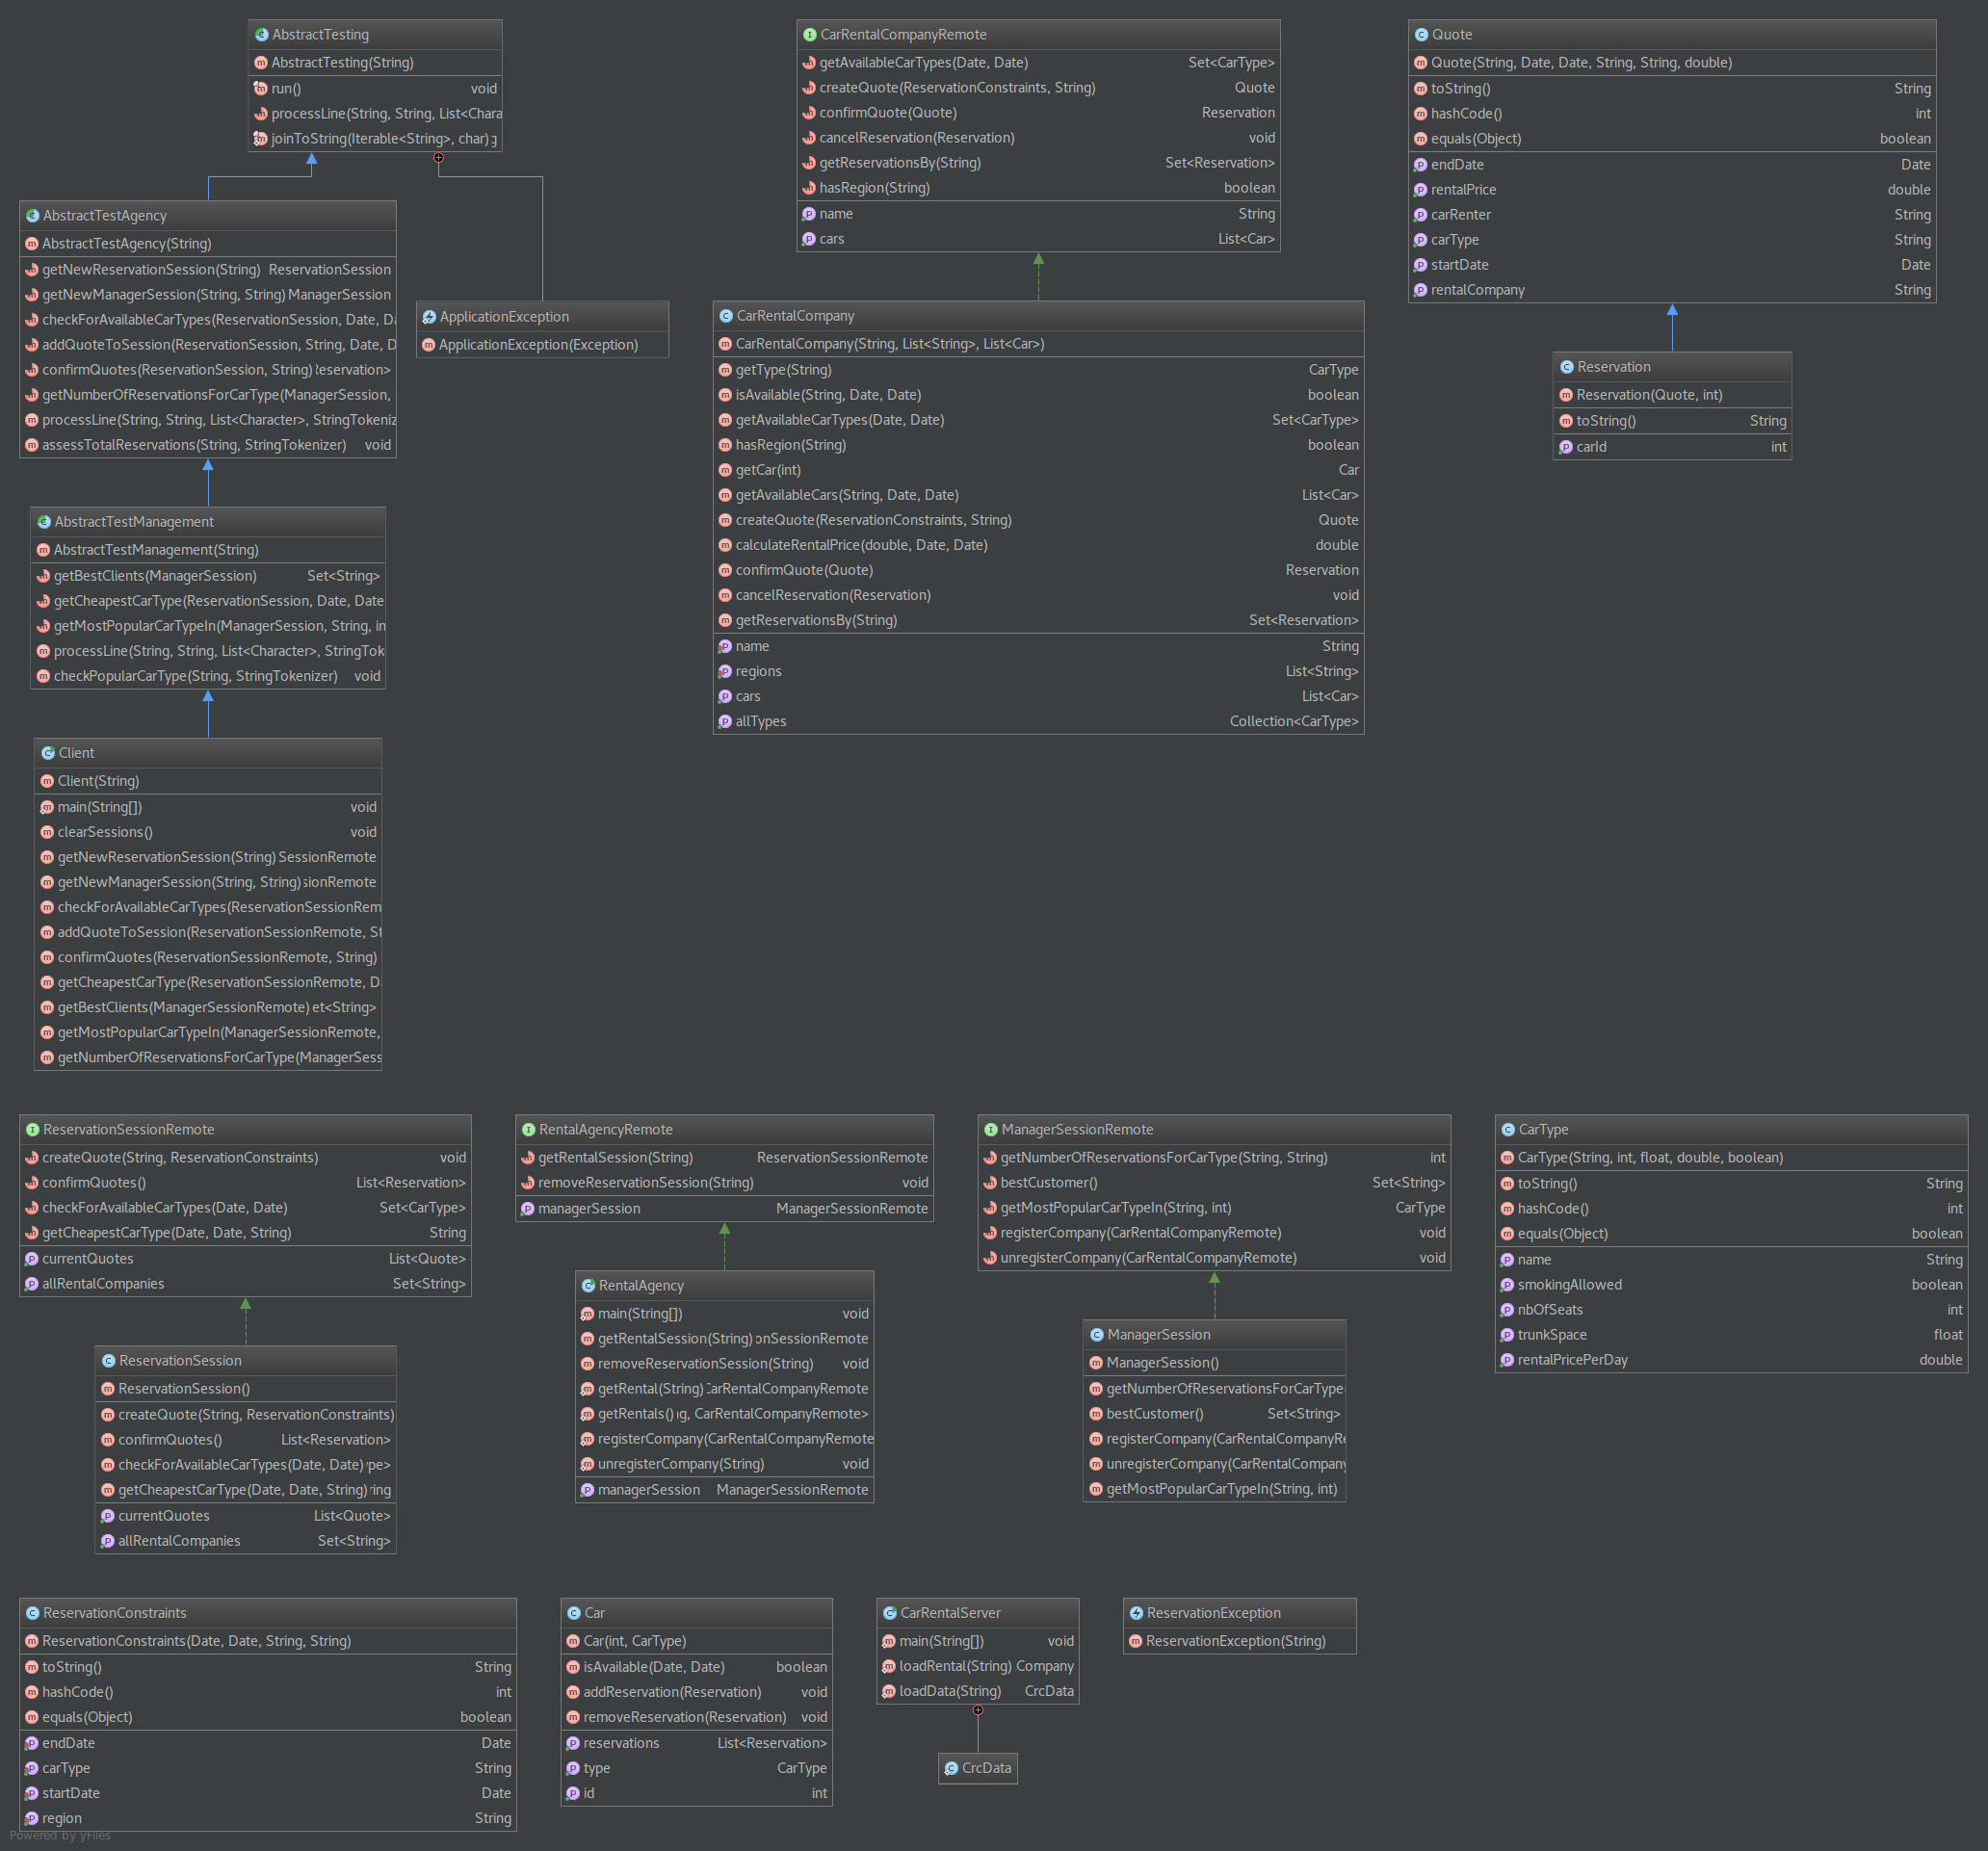 AbstractTesting
AbstractTesting(String)
run() void
processLine(String, String, List<Chara
joinToString(Iterable<String>, char)
AbstractTestAgency
AbstractTestAgency(String)
getNewReservationSession(String) ReservationSession
getNewManagerSession(String, String) ManagerSession
checkForAvailableCarTypes(ReservationSession, Date, D
addQuoteToSession(ReservationSession, String, Date, D
confirmQuotes(ReservationSession, String) Reservation>
getNumberOfReservationsForCarType(ManagerSession,
processLine(String, String, List<Character>, StringTokeniz
assessTotalReservations(String, StringTokenizer) void
ApplicationException
ApplicationException(Exception)
AbstractTestManagement
AbstractTestManagement(String)
getBestClients(ManagerSession) Set<String>
getCheapestCarType(ReservationSession, Date, Date
getMostPopularCarTypeIn(ManagerSession, String, in
processLine(String, String, List<Character>, StringTok
checkPopularCarType(String, StringTokenizer) void
Client
Client(String)
main(String[]) void
clearSessions() void
getNewReservationSession(String) SessionRemote
getNewManagerSession(String, String) sionRemote
checkForAvailableCarTypes(ReservationSessionRem
addQuoteToSession(ReservationSessionRemote, St
confirmQuotes(ReservationSessionRemote, String)
getCheapestCarType(ReservationSessionRemote, D
getBestClients(ManagerSessionRemote) et<String>
getMostPopularCarTypeIn(ManagerSessionRemote,
getNumberOfReservationsForCarType(ManagerSess
CarRentalCompanyRemote
getAvailableCarTypes(Date, Date) Set<CarType>
createQuote(ReservationConstraints, String) Quote
confirmQuote(Quote) Reservation
cancelReservation(Reservation) void
getReservationsBy(String) Set<Reservation>
hasRegion(String) boolean
name String
cars List<Car>
CarRentalCompany
CarRentalCompany(String, List<String>, List<Car>)
getType(String) CarType
isAvailable(String, Date, Date) boolean
getAvailableCarTypes(Date, Date) Set<CarType>
hasRegion(String) boolean
getCar(int) Car
getAvailableCars(String, Date, Date) List<Car>
createQuote(ReservationConstraints, String) Quote
calculateRentalPrice(double, Date, Date) double
confirmQuote(Quote) Reservation
cancelReservation(Reservation) void
getReservationsBy(String) Set<Reservation>
name String
regions List<String>
cars List<Car>
allTypes Collection<CarType>
Quote
Quote(String, Date, Date, String, String, double)
toString() String
hashCode() int
equals(Object) boolean
endDate Date
rentalPrice double
carRenter String
carType String
startDate Date
rentalCompany String
Reservation
Reservation(Quote, int)
toString() String
carId int
ReservationSessionRemote
createQuote(String, ReservationConstraints) void
confirmQuotes() List<Reservation>
checkForAvailableCarTypes(Date, Date) Set<CarType>
getCheapestCarType(Date, Date, String) String
currentQuotes List<Quote>
allRentalCompanies Set<String>
ReservationSession
ReservationSession()
createQuote(String, ReservationConstraints)
confirmQuotes() List<Reservation>
checkForAvailableCarTypes(Date, Date) pe>
getCheapestCarType(Date, Date, String) ring
currentQuotes List<Quote>
allRentalCompanies Set<String>
RentalAgencyRemote
getRentalSession(String) ReservationSessionRemote
removeReservationSession(String) void
managerSession ManagerSessionRemote
RentalAgency
main(String[]) void
getRentalSession(String) onSessionRemote
removeReservationSession(String) void
getRental(String) CarRentalCompanyRemote
getRentals() g, CarRentalCompanyRemote>
registerCompany(CarRentalCompanyRemote
unregisterCompany(String) void
managerSession ManagerSessionRemote
ManagerSessionRemote
getNumberOfReservationsForCarType(String, String) int
bestCustomer() Set<String>
getMostPopularCarTypeIn(String, int) CarType
registerCompany(CarRentalCompanyRemote) void
unregisterCompany(CarRentalCompanyRemote) void
ManagerSession
ManagerSession()
getNumberOfReservationsForCarType
bestCustomer() Set<String>
registerCompany(CarRentalCompanyR
unregisterCompany(CarRentalCompany
getMostPopularCarTypeIn(String, int)
CarType
CarType(String, int, float, double, boolean)
toString() String
hashCode() int
equals(Object) boolean
name String
smokingAllowed boolean
nbOfSeats int
trunkSpace float
rentalPricePerDay double
ReservationConstraints
ReservationConstraints(Date, Date, String, String)
toString() String
hashCode() int
equals(Object) boolean
endDate Date
carType String
startDate Date
region String
Powered by yFiles
Car
Car(int, CarType)
isAvailable(Date, Date) boolean
addReservation(Reservation) void
removeReservation(Reservation) void
reservations List<Reservation>
type CarType
id int
CarRentalServer
main(String[]) void
loadRental(String) Company
loadData(String) CrcData
CrcData
ReservationException
ReservationException(String)